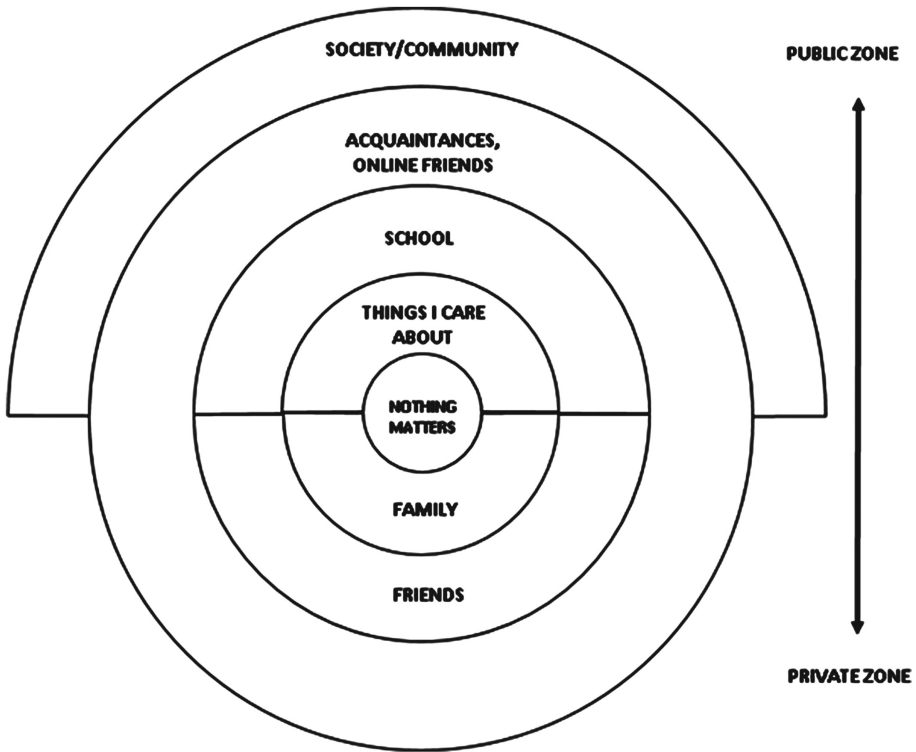 SOCIETY/COMMUNITY
PUBLIC ZONE
ACQUAINTANCES,
ONLINE FRIENDS
SCHOOL
THINGS I CARE
ABOUT
NOTHING
MATTERS
FAMILY
FRIENDS
PRIVATE ZONE